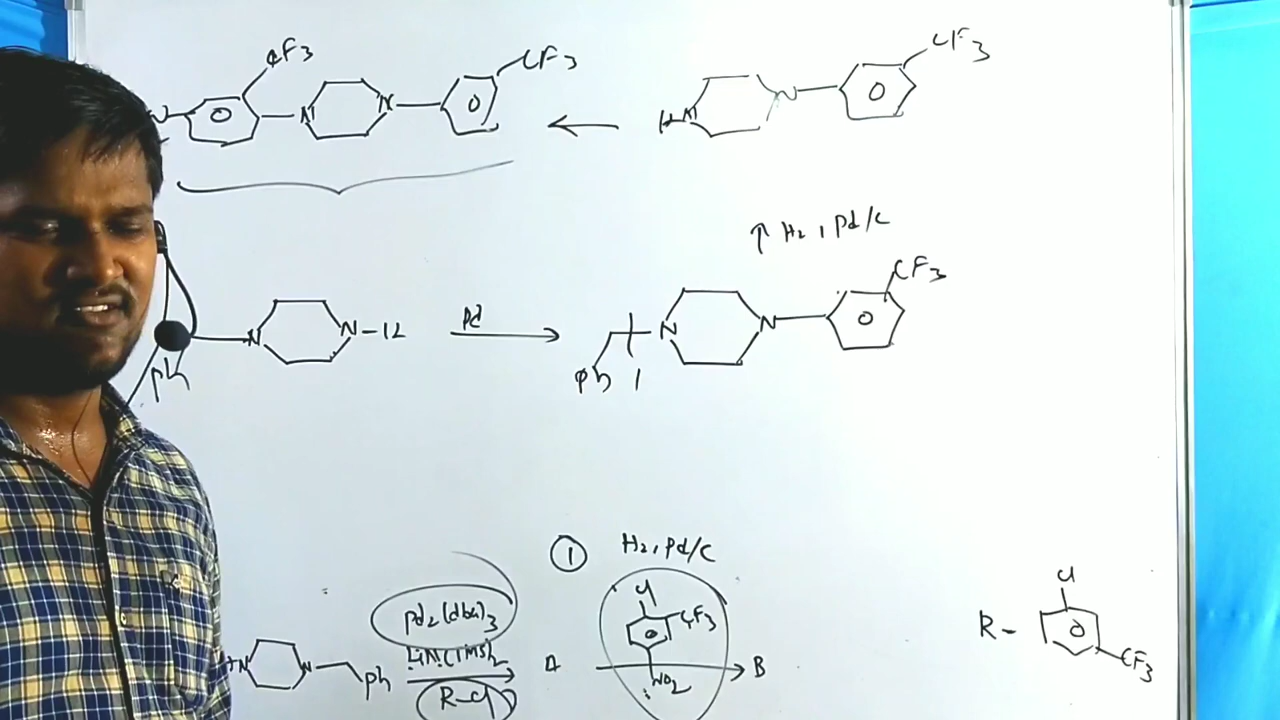 CF3 CF3 CF3
N N HN N
↑ H2, Pd/C
CF3
N N-H Pd N N
Ph Ph
① H2, Pd/C
Cl Cl
Pd2(dba)3 CF3 R-
LiN(TMS)2 A B CF3
N N Ph NO2
R-Cl